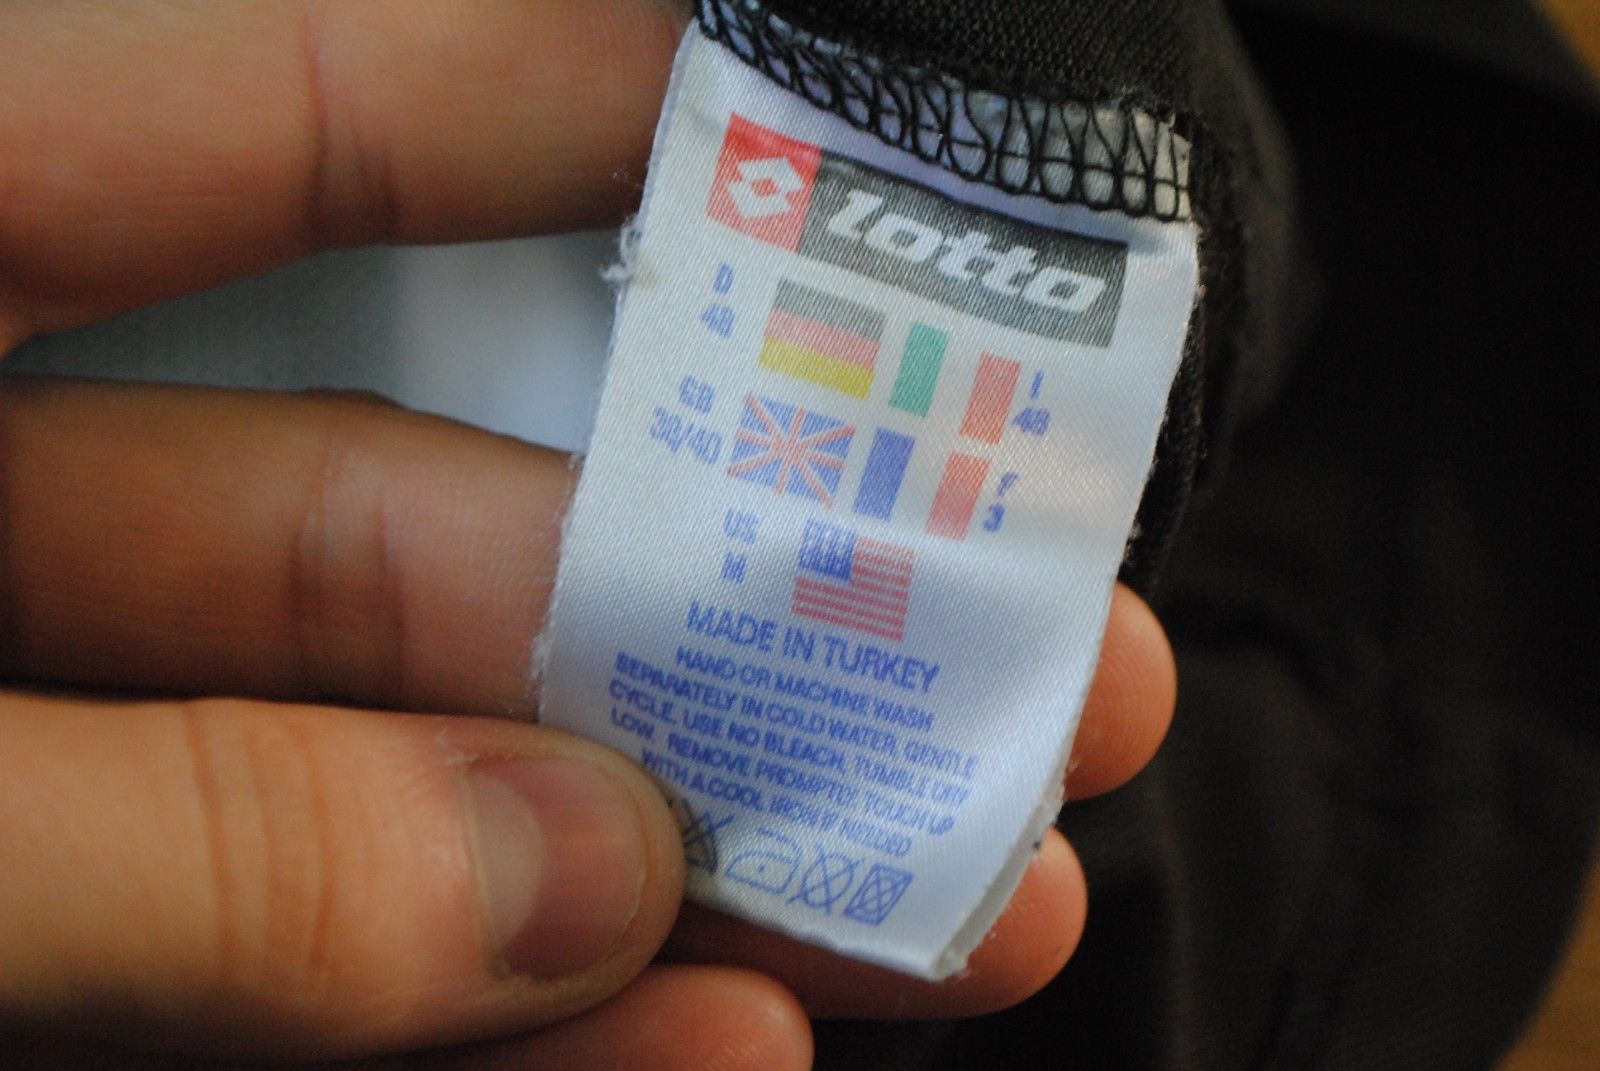 lotto
D
48
I
48
GB
38/40
F
3
US
M
MADE IN TURKEY
HAND OR MACHINE WASH
SEPARATELY IN COLD WATER, GENTLE
CYCLE. USE NO BLEACH, TUMBLE DRY
LOW. REMOVE PROMPTLY, TOUCH UP
WITH A COOL IRON IF NEEDED